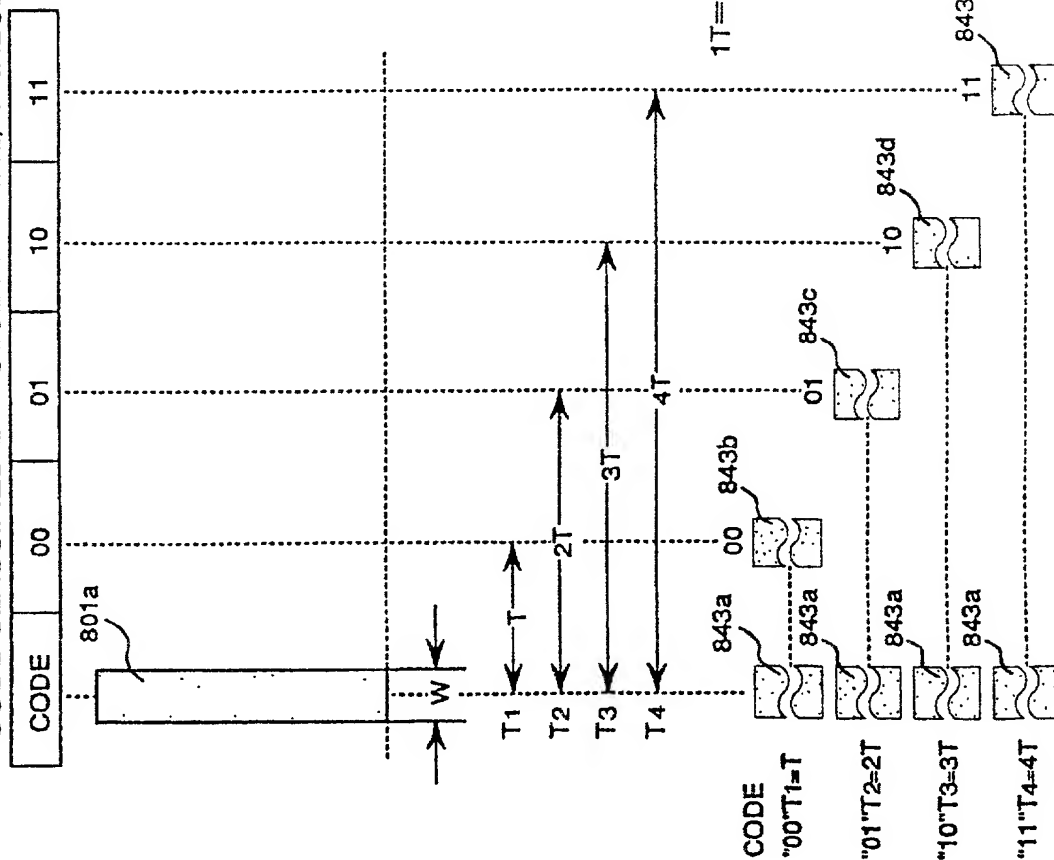 CODE 00 01 10 11
801a
W
T1 T
T2 2T
T3 3T
T4 4T
1T=
CODE
"00"T1=T 843a 00 843b
"01"T2=2T 843a 01 843c
"10"T3=3T 843a 10 843d
"11"T4=4T 843a 11 843